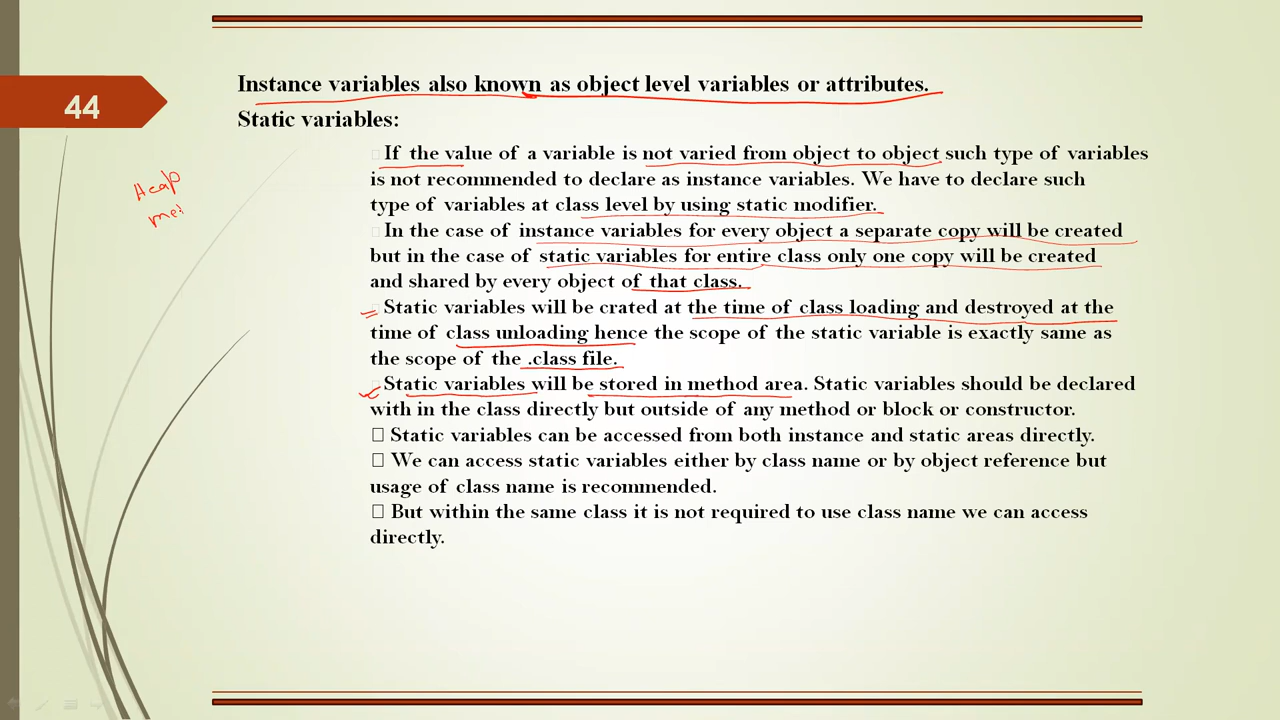 Instance variables also known as object level variables or attributes.
44
Static variables:
If the value of a variable is not varied from object to object such type of variables
is not recommended to declare as instance variables. We have to declare such
type of variables at class level by using static modifier.
In the case of instance variables for every object a separate copy will be created
but in the case of static variables for entire class only one copy will be created
and shared by every object of that class.
Static variables will be crated at the time of class loading and destroyed at the
time of class unloading hence the scope of the static variable is exactly same as
the scope of the .class file.
Static variables will be stored in method area. Static variables should be declared
with in the class directly but outside of any method or block or constructor.
□ Static variables can be accessed from both instance and static areas directly.
□ We can access static variables either by class name or by object reference but
usage of class name is recommended.
□ But within the same class it is not required to use class name we can access
directly.